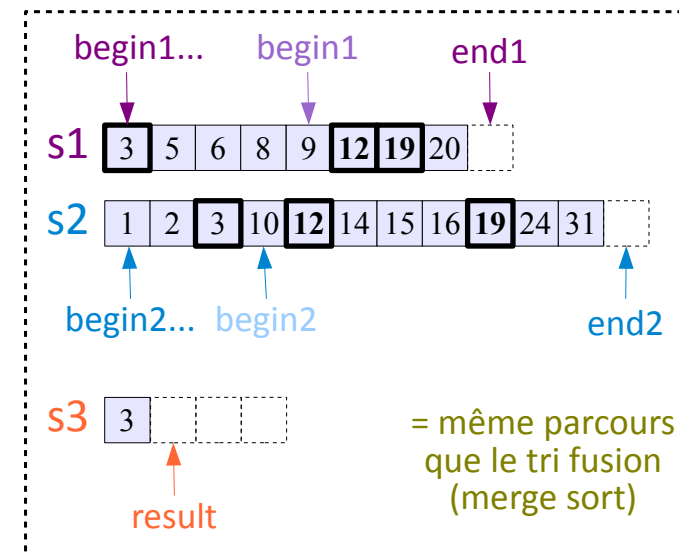 begin1... begin1 end1
s1 3 5 6 8 9 12 19 20
s2 1 2 3 10 12 14 15 16 19 24 31
begin2... begin2 end2
s3 3
= même parcours
que le tri fusion
(merge sort)
result